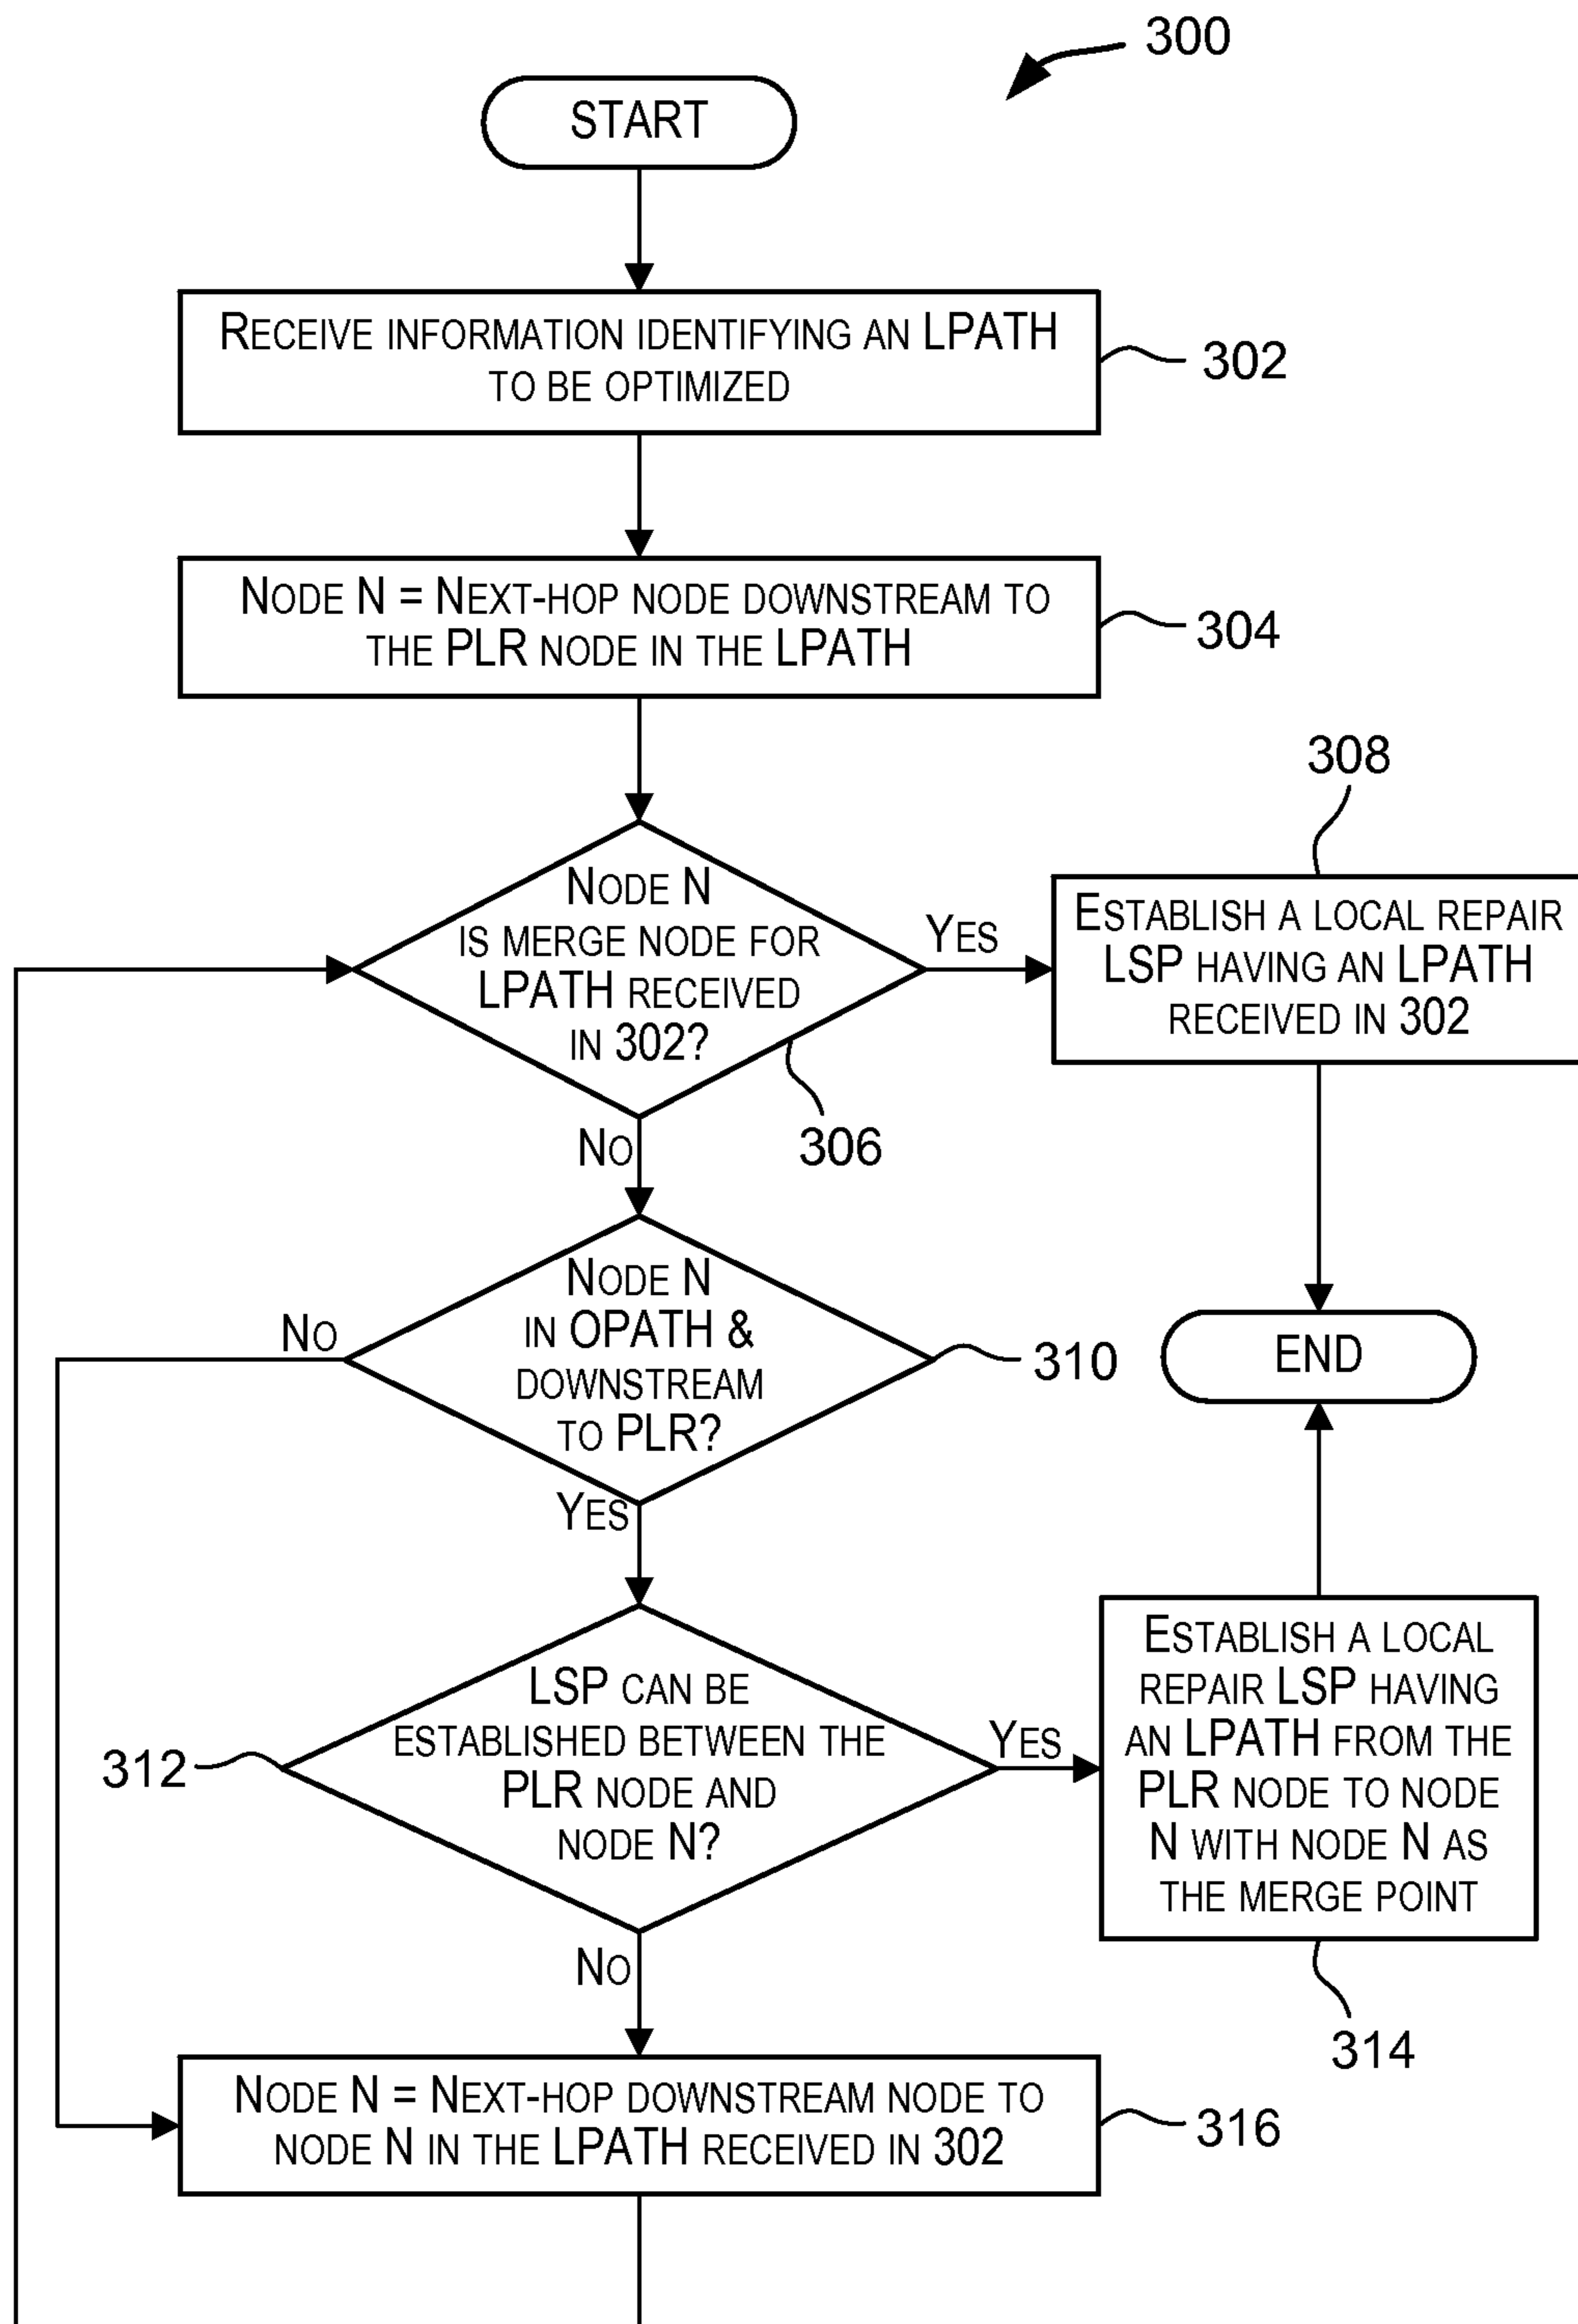 300
START
RECEIVE INFORMATION IDENTIFYING AN LPATH
TO BE OPTIMIZED
302
NODE N = NEXT-HOP NODE DOWNSTREAM TO
THE PLR NODE IN THE LPATH
304
NODE N
IS MERGE NODE FOR
LPATH RECEIVED
IN 302?
306
YES
308
ESTABLISH A LOCAL REPAIR
LSP HAVING AN LPATH
RECEIVED IN 302
NO
NODE N
IN OPATH &
DOWNSTREAM
TO PLR?
310
NO
END
YES
LSP CAN BE
ESTABLISHED BETWEEN THE
PLR NODE AND
NODE N?
312
YES
ESTABLISH A LOCAL
REPAIR LSP HAVING
AN LPATH FROM THE
PLR NODE TO NODE
N WITH NODE N AS
THE MERGE POINT
314
NO
NODE N = NEXT-HOP DOWNSTREAM NODE TO
NODE N IN THE LPATH RECEIVED IN 302
316